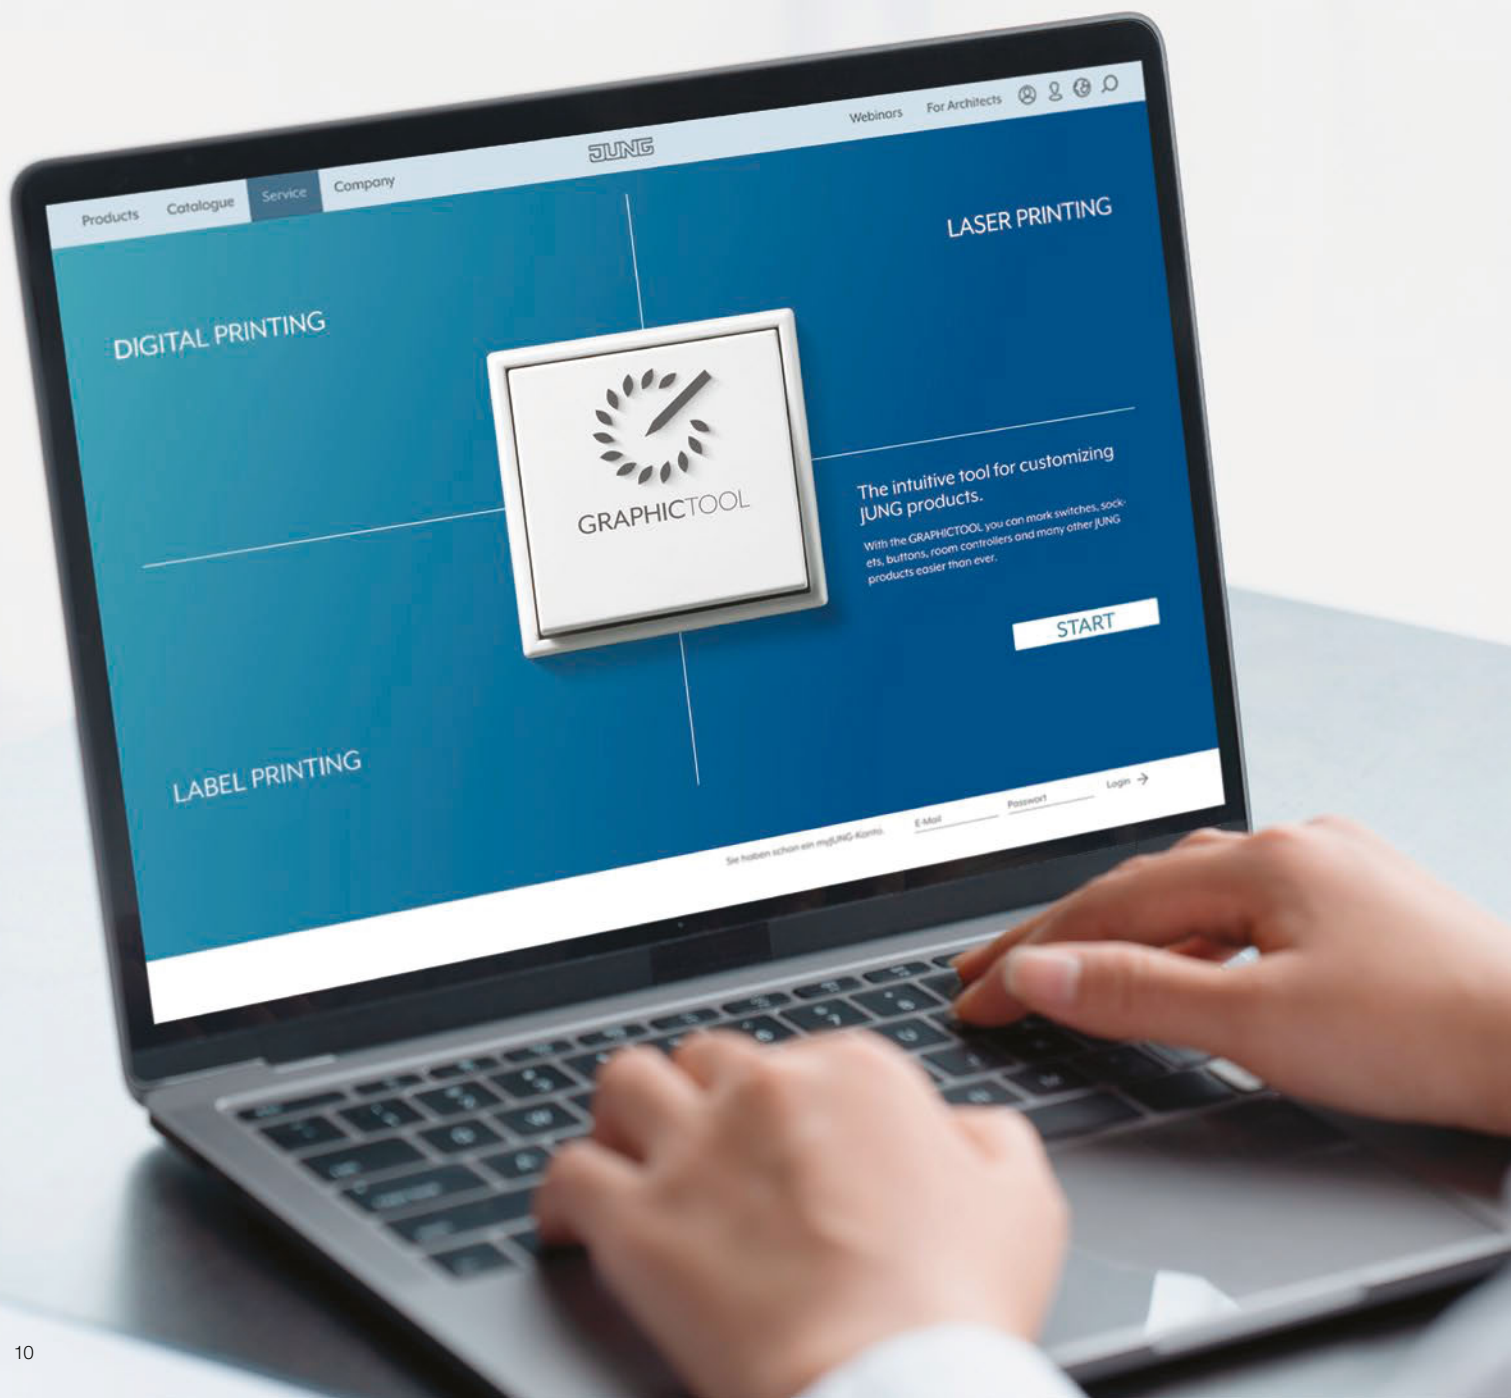 Products
Catalogue
Service
Company
JUNG
Webinars
For Architects
LASER PRINTING
DIGITAL PRINTING
GRAPHICTOOL
The intuitive tool for customizing
JUNG products.
With the GRAPHICTOOL you can mark switches, sock-
ets, buttons, room controllers and many other JUNG
products easier than ever.
START
LABEL PRINTING
Sie haben schon ein myJUNG-Konto.
E-Mail
Passwort
Login
10